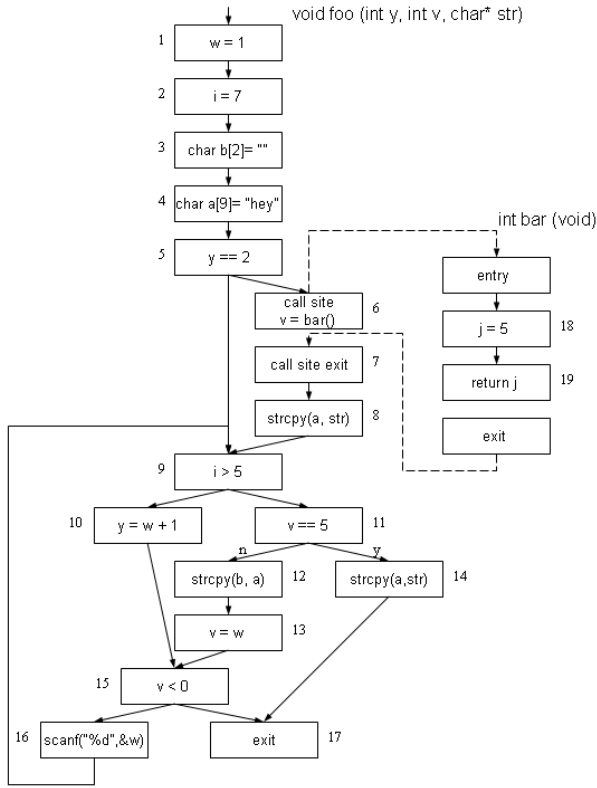 void foo (int y, int v, char* str)
1
w = 1
2
i = 7
3
char b[2]= ""
4
char a[9]= "hey"
5
y == 2
int bar (void)
entry
call site
v = bar()
6
j = 5
18
call site exit
7
return j
19
strcpy(a, str)
8
exit
9
i > 5
10
y = w + 1
v == 5
11
n
y
strcpy(b, a)
12
strcpy(a,str)
14
v = w
13
15
v < 0
16
scanf("%d",&w)
exit
17